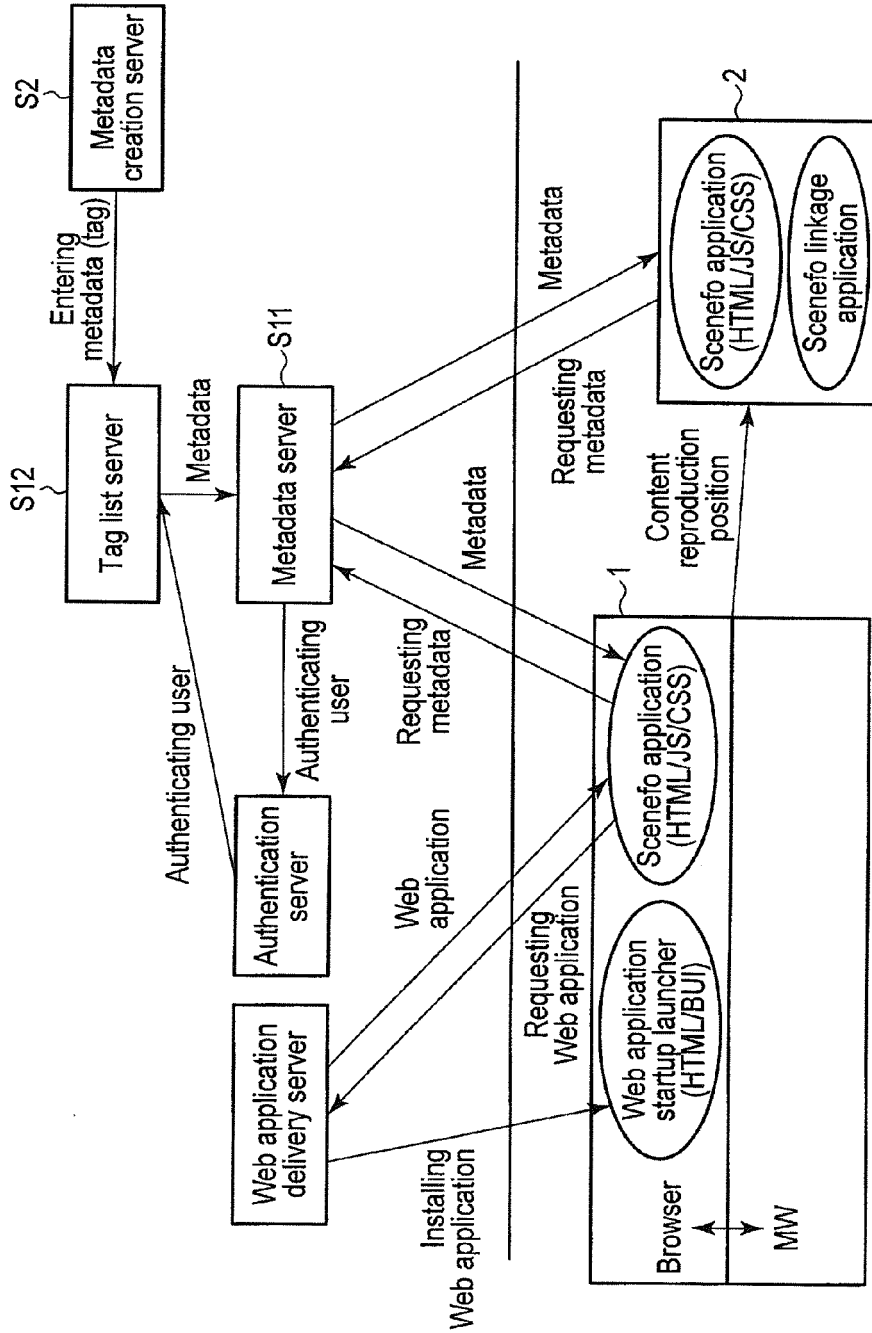 S2
Metadata
creation server
Entering
metadata (tag)
S12
Tag list server
Metadata
S11
Metadata server
Authenticating user
Authenticating
user
Authentication
server
Web application
delivery server
Metadata
Requesting
metadata
Metadata
Requesting
metadata
Web
application
Requesting
Web application
Installing
Web application
Content
reproduction
position
1
Browser
MW
Web application
startup launcher
(HTML/BUI)
Scenefo application
(HTML/JS/CSS)
2
Scenefo application
(HTML/JS/CSS)
Scenefo linkage
application